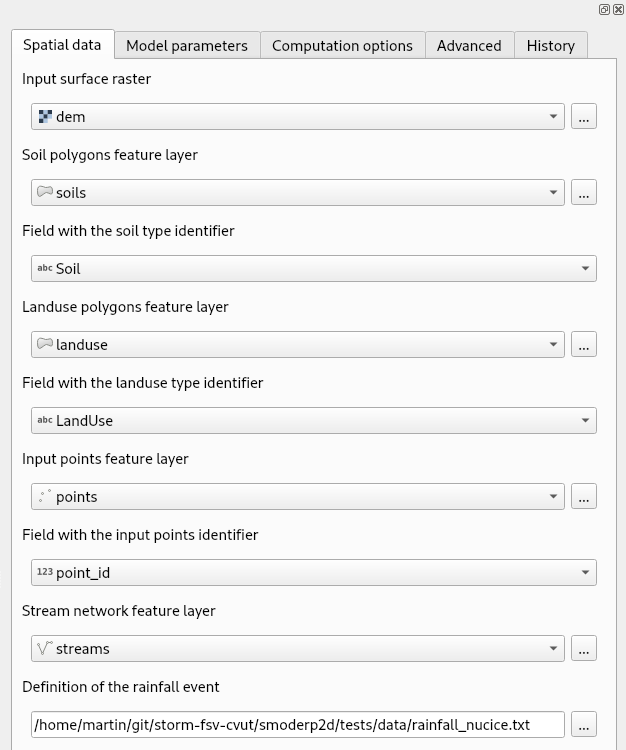 Spatial data Model parameters Computation options Advanced History
Input surface raster
dem ...
Soil polygons feature layer
soils ...
Field with the soil type identifier
abc Soil
Landuse polygons feature layer
landuse ...
Field with the landuse type identifier
abc LandUse
Input points feature layer
points ...
Field with the input points identifier
123 point_id
Stream network feature layer
streams ...
Definition of the rainfall event
/home/martin/git/storm-fsv-cvut/smoderp2d/tests/data/rainfall_nucice.txt ...